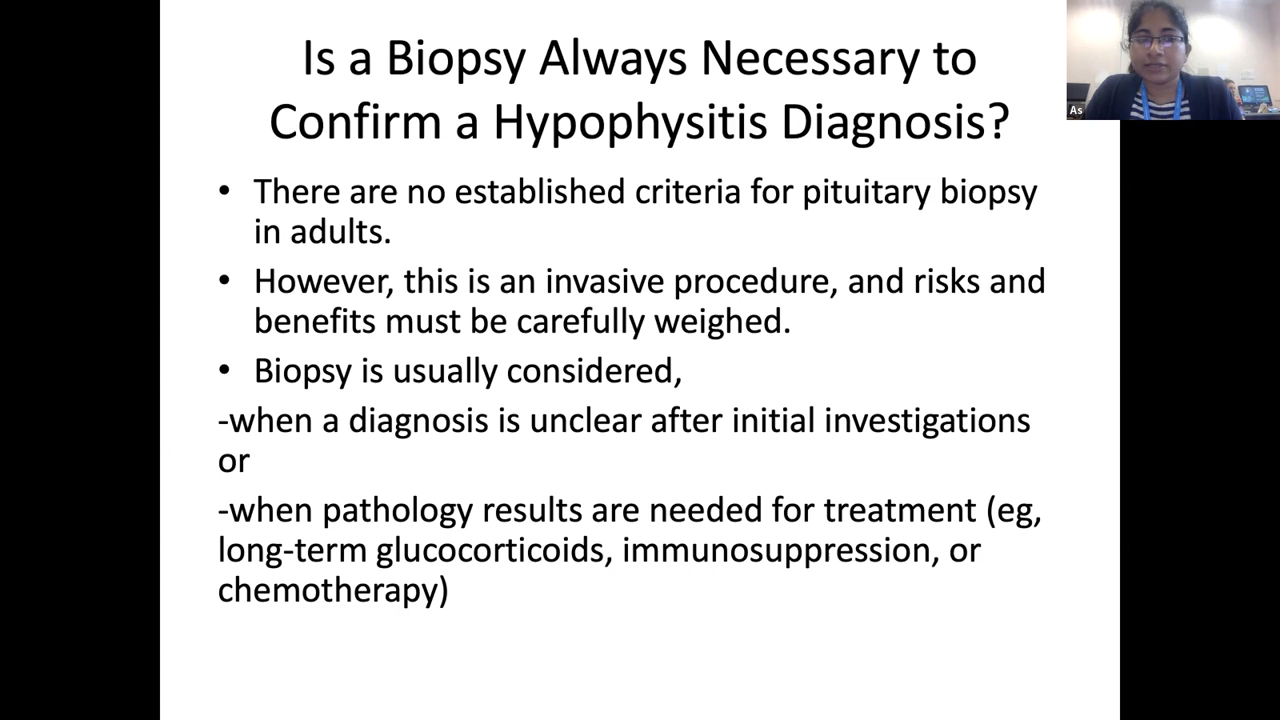 Is a Biopsy Always Necessary to
Confirm a Hypophysitis Diagnosis?
As
• There are no established criteria for pituitary biopsy
in adults.
• However, this is an invasive procedure, and risks and
benefits must be carefully weighed.
• Biopsy is usually considered,
-when a diagnosis is unclear after initial investigations
or
-when pathology results are needed for treatment (eg,
long-term glucocorticoids, immunosuppression, or
chemotherapy)